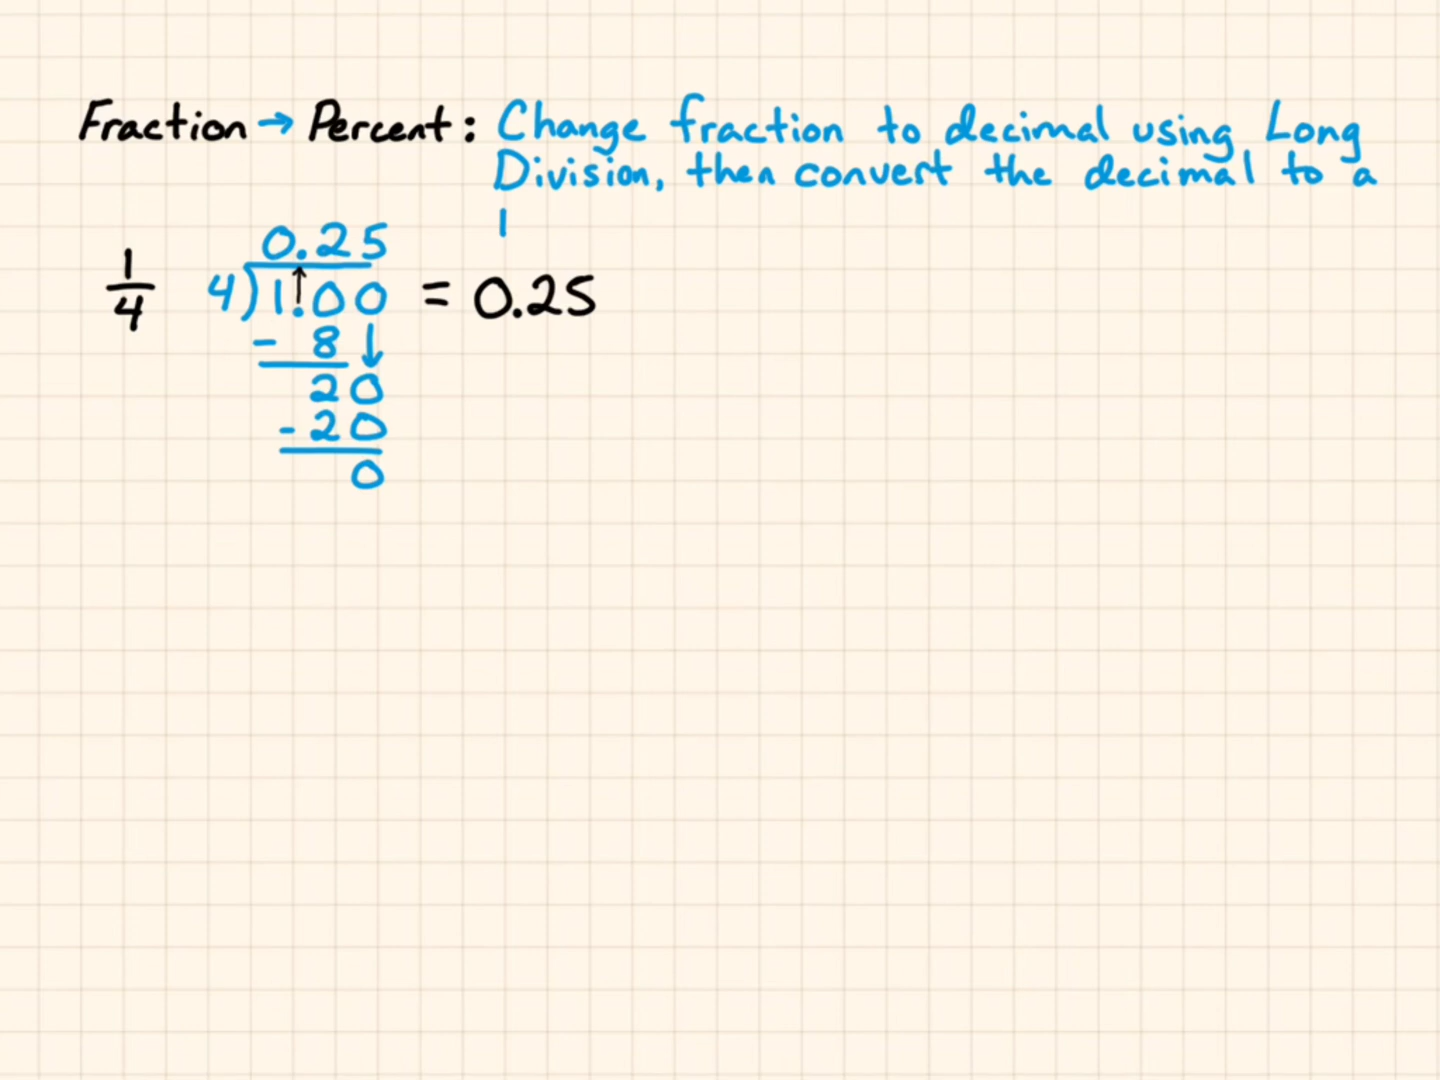 Fraction → Percent: Change fraction to decimal using Long
Division, then convert the decimal to a
0.25
1/4 4)1.00 = 0.25
- 8
20
- 20
0